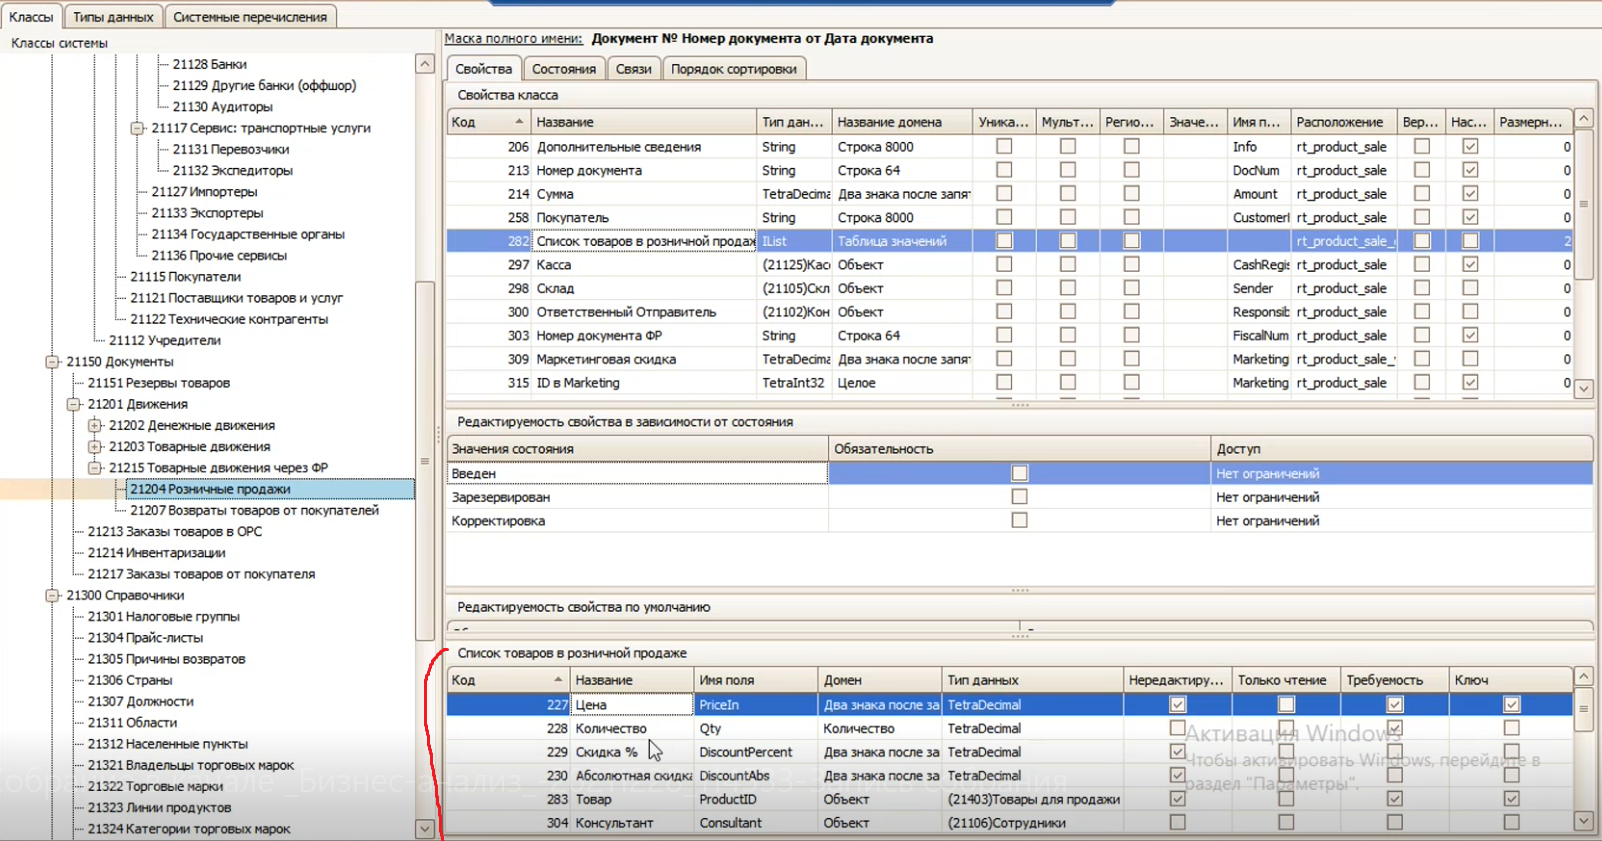 Классы Типы данных Системные перечисления
Классы системы
21128 Банки
21129 Другие банки (оффшор)
21130 Аудиторы
21117 Сервис: транспортные услуги
21131 Перевозчики
21132 Экспедиторы
21127 Импортеры
21133 Экспортеры
21134 Государственные органы
21136 Прочие сервисы
21115 Покупатели
21121 Поставщики товаров и услуг
21122 Технические контрагенты
21112 Учредители
21150 Документы
21151 Резервы товаров
21201 Движения
21202 Денежные движения
21203 Товарные движения
21215 Товарные движения через ФР
21204 Розничные продажи
21207 Возвраты товаров от покупателей
21213 Заказы товаров в ОРС
21214 Инвентаризации
21217 Заказы товаров от покупателя
21300 Справочники
21301 Налоговые группы
21304 Прайс-листы
21305 Причины возвратов
21306 Страны
21307 Должности
21311 Области
21312 Населенные пункты
21321 Владельцы торговых марок
21322 Торговые марки
21323 Линии продуктов
21324 Категории торговых марок
Маска полного имени: Документ № Номер документа от Дата документа
Свойства Состояния Связи Порядок сортировки
Свойства класса
Код Название Тип дан... Название домена Уника... Мульт... Регио... Значе... Имя п... Расположение Вер... Нас... Размерн...
206 Дополнительные сведения String Строка 8000 Info rt_product_sale 0
213 Номер документа String Строка 64 DocNum rt_product_sale 0
214 Сумма TetraDecima Два знака после запят Amount rt_product_sale 0
258 Покупатель String Строка 8000 Customer rt_product_sale 0
282 Список товаров в розничной продаж IList Таблица значений rt_product_sale_ 2
297 Касса (21125)Касс Объект CashRegis rt_product_sale 0
298 Склад (21105)Скл Объект Sender rt_product_sale 0
300 Ответственный Отправитель (21102)Кон Объект Responsib rt_product_sale 0
303 Номер документа ФР String Строка 64 FiscalNum rt_product_sale 0
309 Маркетинговая скидка TetraDecima Два знака после запят Marketing rt_product_sale_ 0
315 ID в Marketing TetraInt32 Целое Marketing rt_product_sale 0
Редактируемость свойства в зависимости от состояния
Значения состояния Обязательность Доступ
Введен Нет ограничений
Зарезервирован Нет ограничений
Корректировка Нет ограничений
Редактируемость свойства по умолчанию
Список товаров в розничной продаже
Код Название Имя поля Домен Тип данных Нередактиру... Только чтение Требуемость Ключ
227 Цена PriceIn Два знака после за TetraDecimal
228 Количество Qty Количество TetraDecimal
229 Скидка % DiscountPercent Два знака после за TetraDecimal
230 Абсолютная скидка DiscountAbs Два знака после за TetraDecimal
283 Товар ProductID Объект (21403)Товары для продажи
304 Консультант Consultant Объект (21106)Сотрудники
Активация Windows
Чтобы активировать Windows, перейдите в
раздел "Параметры".